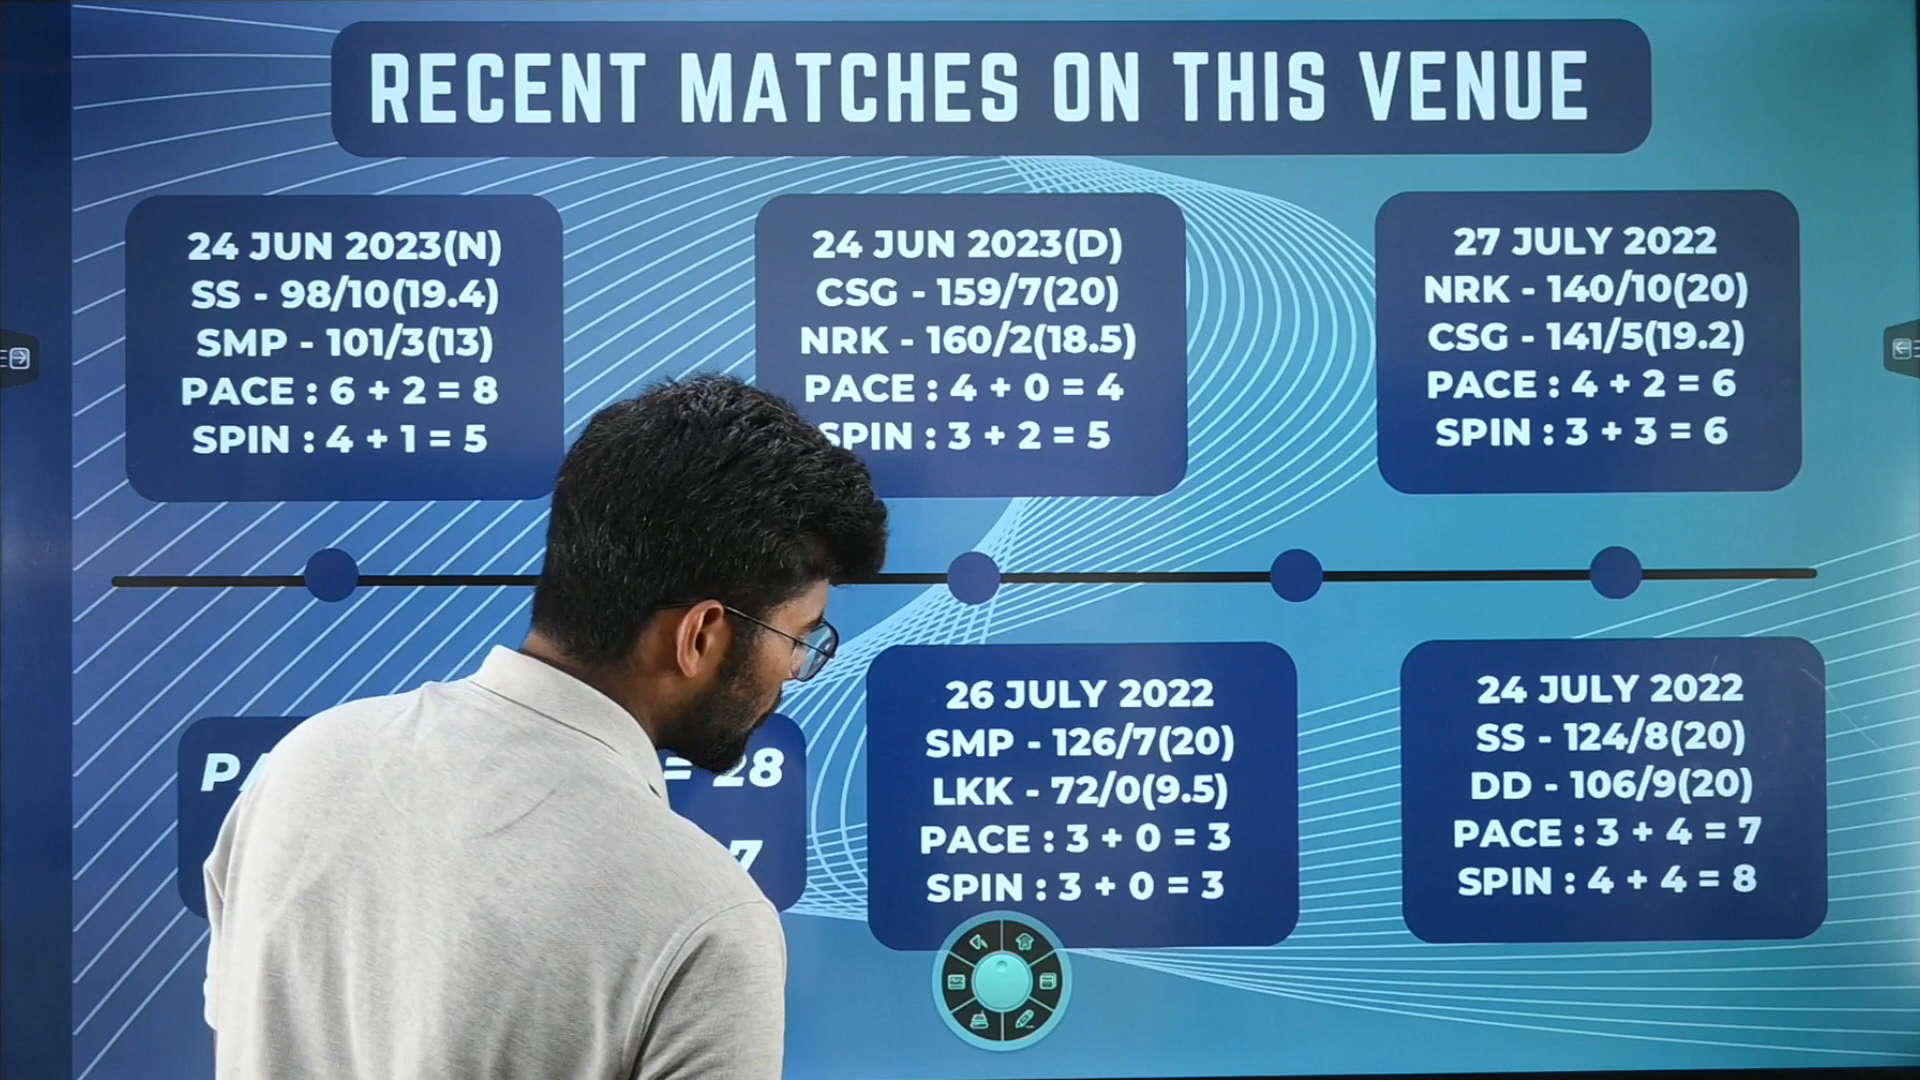 RECENT MATCHES ON THIS VENUE
24 JUN 2023(N)
SS - 98/10(19.4)
SMP - 101/3(13)
PACE : 6 + 2 = 8
SPIN : 4 + 1 = 5
24 JUN 2023(D)
CSG - 159/7(20)
NRK - 160/2(18.5)
PACE : 4 + 0 = 4
SPIN : 3 + 2 = 5
27 JULY 2022
NRK - 140/10(20)
CSG - 141/5(19.2)
PACE : 4 + 2 = 6
SPIN : 3 + 3 = 6
= 28
7
26 JULY 2022
SMP - 126/7(20)
LKK - 72/0(9.5)
PACE : 3 + 0 = 3
SPIN : 3 + 0 = 3
24 JULY 2022
SS - 124/8(20)
DD - 106/9(20)
PACE : 3 + 4 = 7
SPIN : 4 + 4 = 8